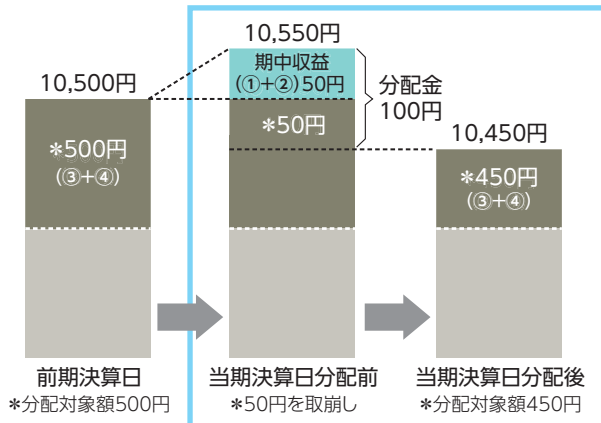 10,500円
*500円
(③+④)
前期決算日
*分配対象額500円
10,550円
期中収益
(①+②)50円
*50円
分配金
100円
当期決算日分配前
*50円を取崩し
10,450円
*450円
(③+④)
当期決算日分配後
*分配対象額450円